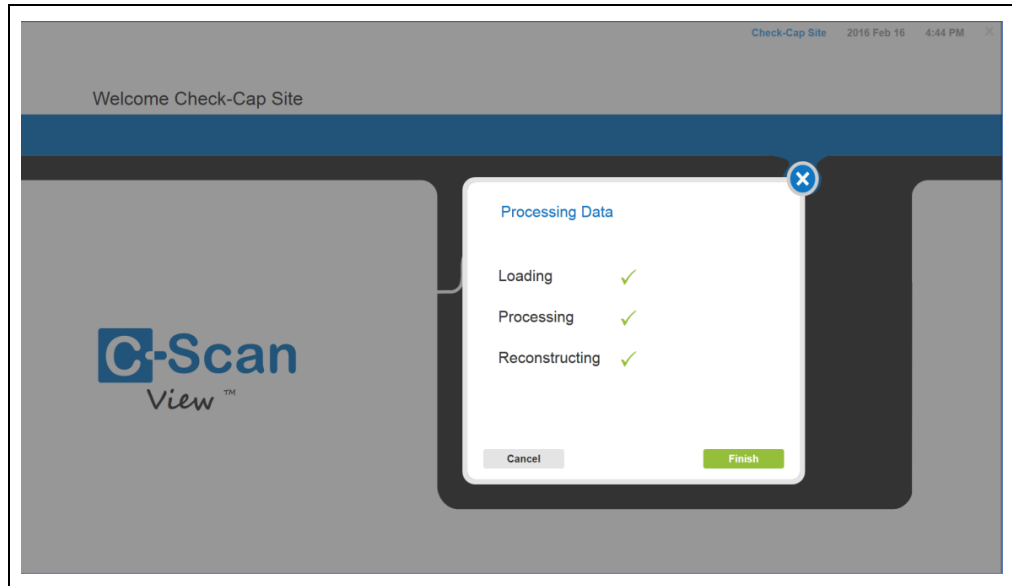 Check-Cap Site 2016 Feb 16 4:44 PM
Welcome Check-Cap Site
Processing Data
Loading
Processing
Reconstructing
C-Scan
View ™
Cancel Finish